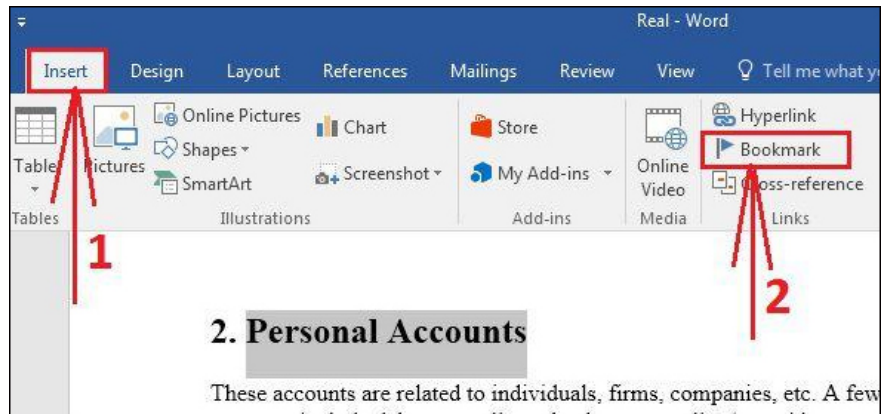 Real - Word
Insert Design Layout References Mailings Review View Tell me what
Online Pictures Chart Store Hyperlink
Shapes Bookmark
Table Pictures Online
SmartArt Screenshot My Add-ins Video Cross-reference
Tables Illustrations Add-ins Media Links
1
2
2. Personal Accounts
These accounts are related to individuals, firms, companies, etc. A few